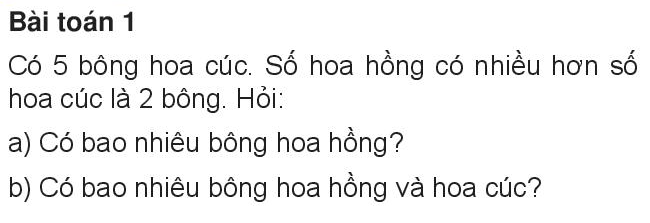 Bài toán 1
Có 5 bông hoa cúc. Số hoa hồng có nhiều hơn số
hoa cúc là 2 bông. Hỏi:
a) Có bao nhiêu bông hoa hồng?
b) Có bao nhiêu bông hoa hồng và hoa cúc?